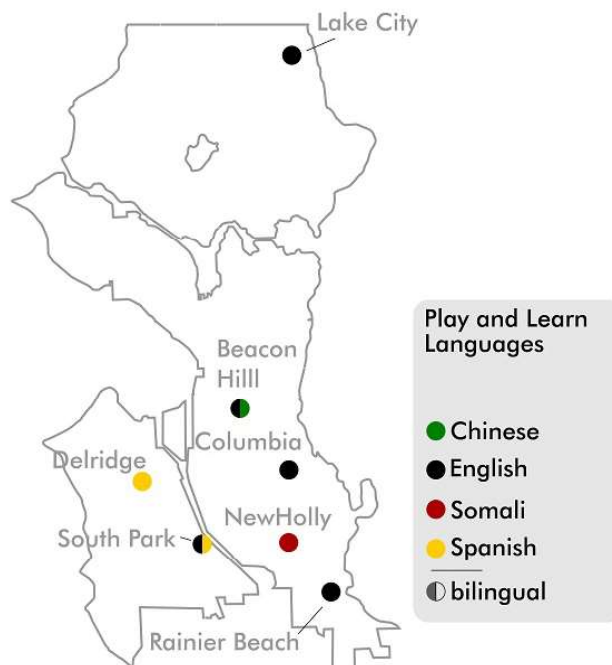 Lake City
Beacon
Hilll
Columbia
Delridge
NewHolly
South Park
Rainier Beach
Play and Learn
Languages
Chinese
English
Somali
Spanish
bilingual